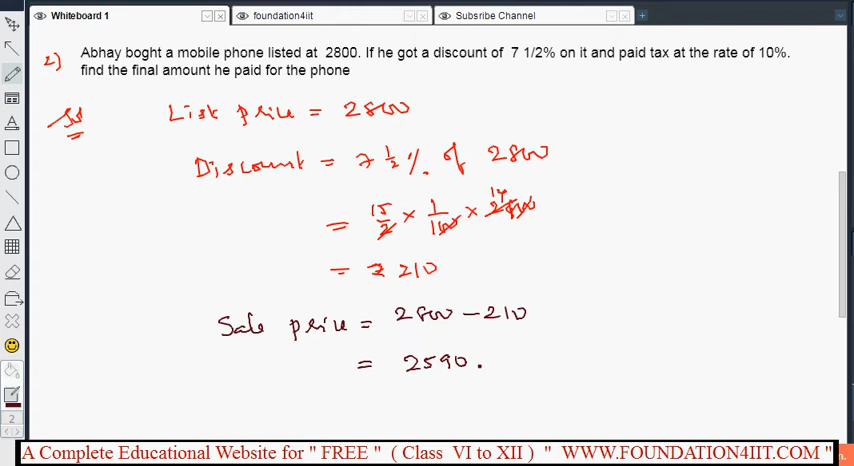 Whiteboard 1 foundation4iit Subsribe Channel
2) Abhay boght a mobile phone listed at 2800. If he got a discount of 7 1/2% on it and paid tax at the rate of 10%.
find the final amount he paid for the phone
List price = 2800
Discount = 7 1/2 % of 2800
= 15/2 × 1/100 × 14 2800
= 210
Sale price = 2800 - 210
= 2590.
2
A Complete Educational Website for " FREE " ( Class VI to XII ) " WWW.FOUNDATION4IIT.COM "